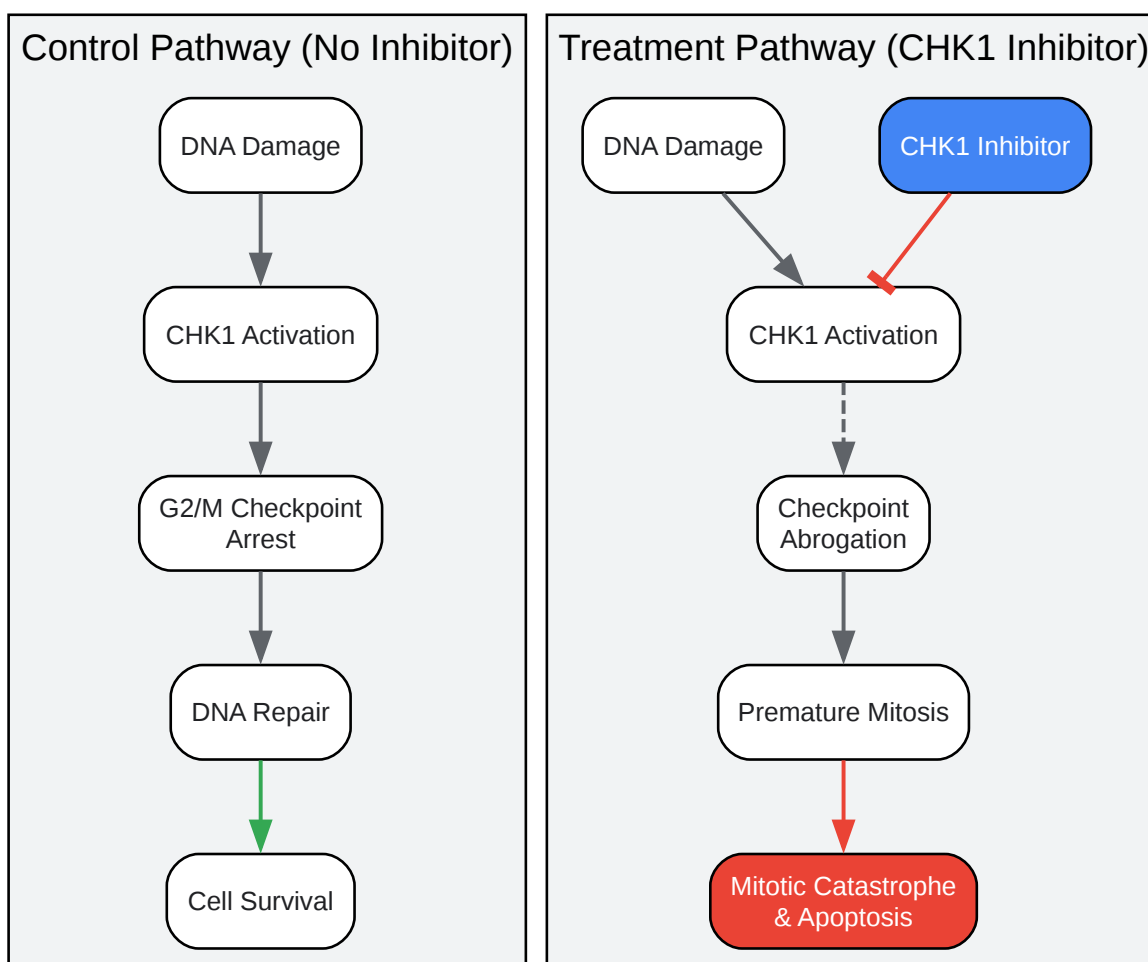 Control Pathway (No Inhibitor)
DNA Damage
CHK1 Activation
G2/M Checkpoint
Arrest
DNA Repair
Cell Survival
Treatment Pathway (CHK1 Inhibitor)
DNA Damage
CHK1 Inhibitor
CHK1 Activation
Checkpoint
Abrogation
Premature Mitosis
Mitotic Catastrophe
& Apoptosis